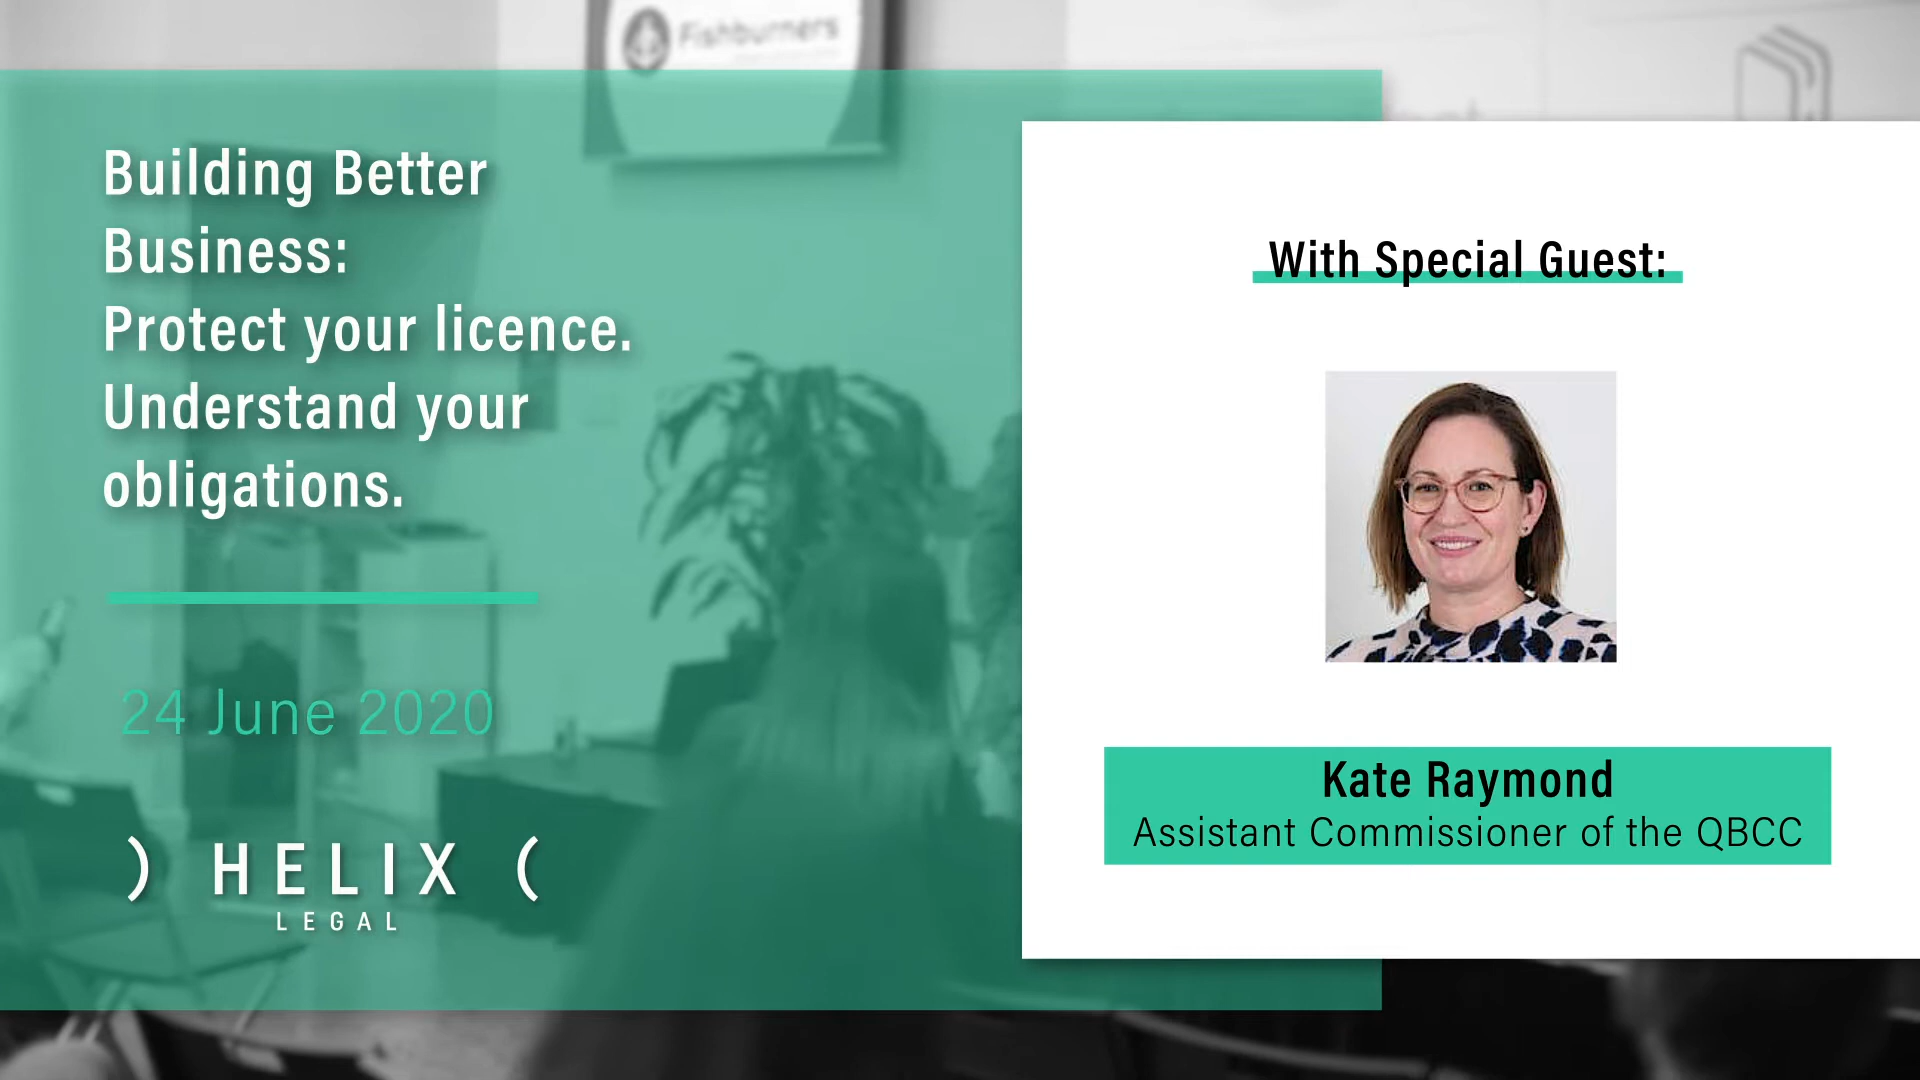 Fishburners
Building Better
Business:
Protect your licence.
Understand your
obligations.
24 June 2020
) HELIX (
LEGAL
With Special Guest:
Kate Raymond
Assistant Commissioner of the QBCC